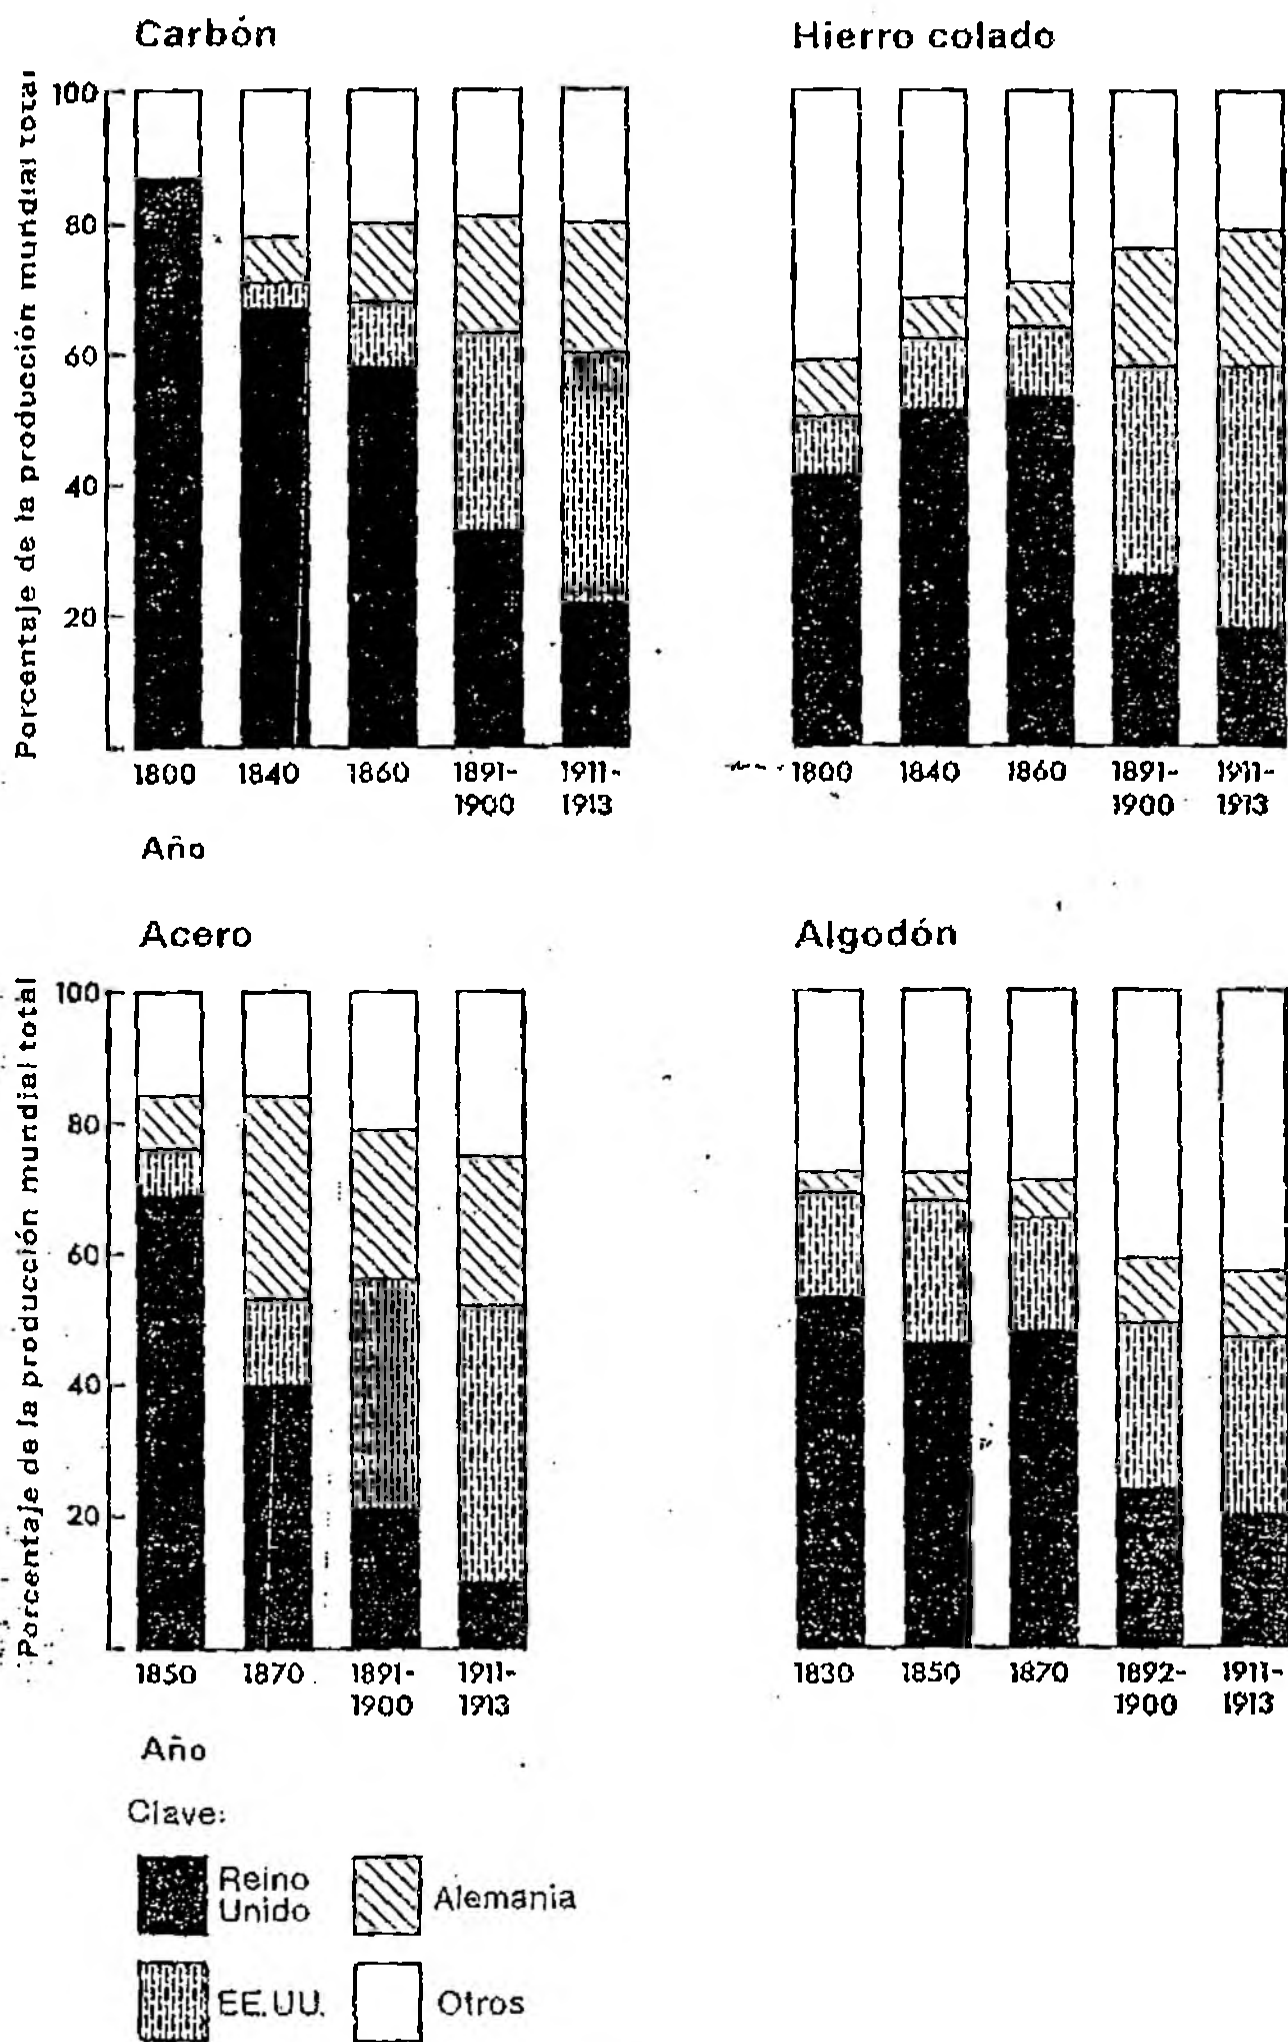 Carbón
Porcentaje de la producción mundial total
100
80
60
40
20
1800 1840 1860 1891- 1911-
1900 1913
Año
Hierro colado
1800 1840 1860 1891- 1911-
1900 1913
Acero
Porcentaje de la producción mundial total
100
80
60
40
20
1850 1870 1891- 1911-
1900 1913
Año
Algodón
1830 1850 1870 1892- 1911-
1900 1913
Clave:
Reino
Unido
Alemania
EE.UU.
Otros